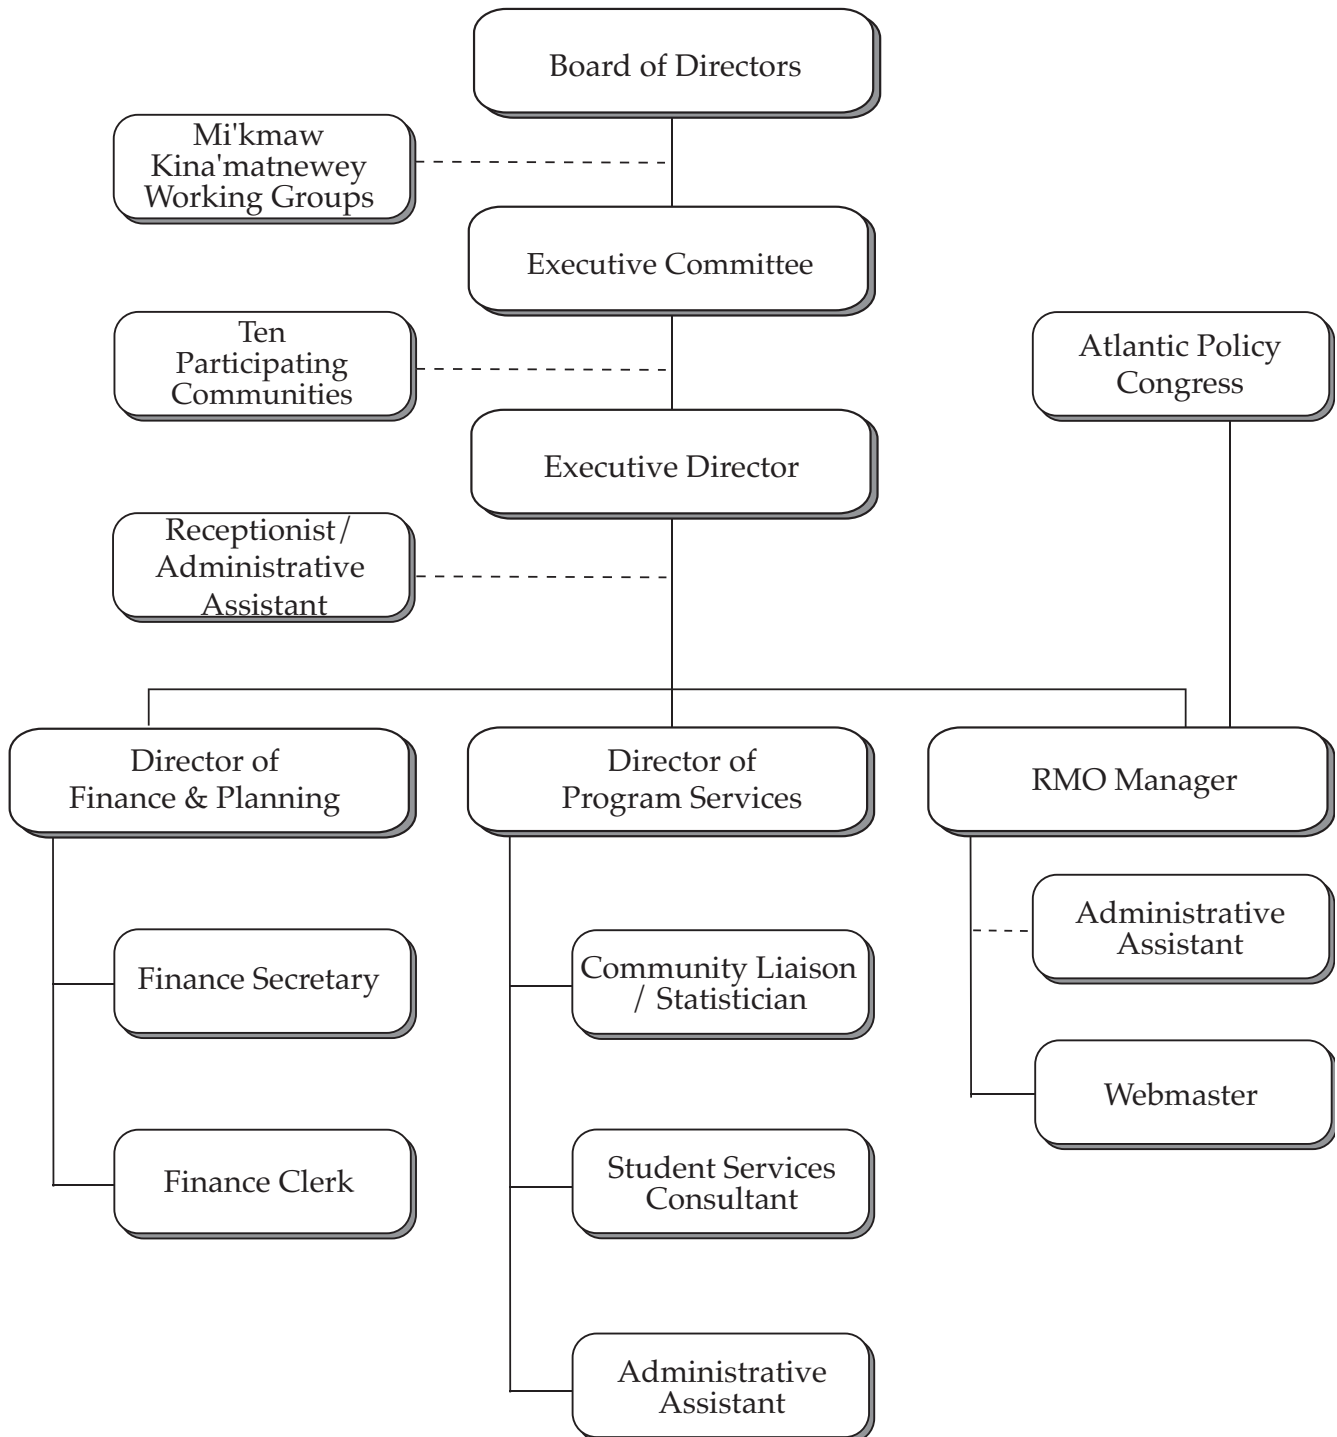 Board of Directors
Mi'kmaw
Kina'matnewey
Working Groups
Executive Committee
Ten
Participating
Communities
Atlantic Policy
Congress
Executive Director
Receptionist/
Administrative
Assistant
Director of
Finance & Planning
Director of
Program Services
RMO Manager
Administrative
Assistant
Finance Secretary
Community Liaison
/ Statistician
Webmaster
Finance Clerk
Student Services
Consultant
Administrative
Assistant